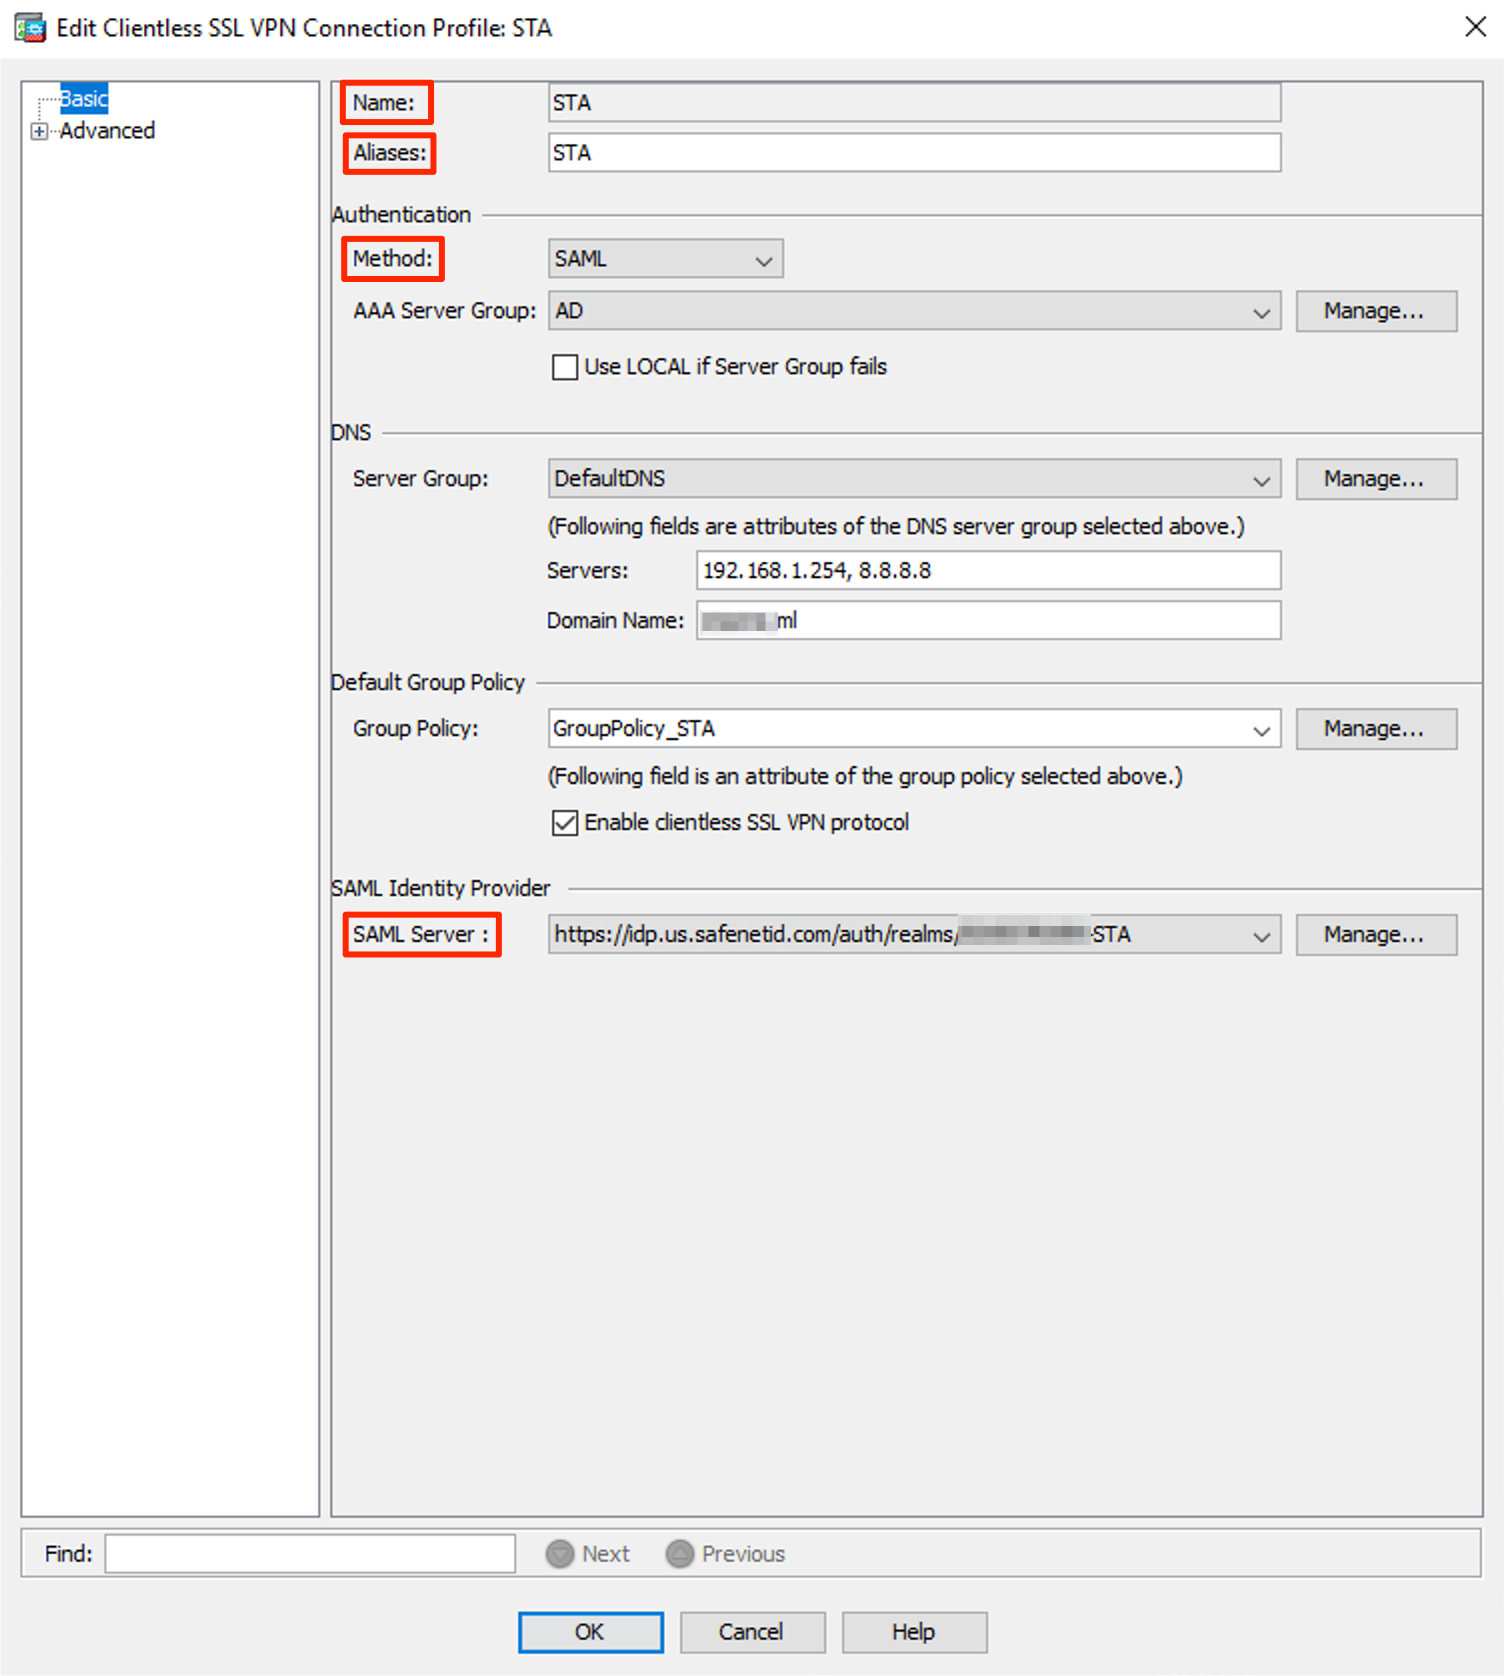 Edit Clientless SSL VPN Connection Profile: STA
Basic
Advanced
Name: STA
Aliases: STA
Authentication
Method: SAML
AAA Server Group: AD Manage...
Use LOCAL if Server Group fails
DNS
Server Group: DefaultDNS Manage...
(Following fields are attributes of the DNS server group selected above.)
Servers: 192.168.1.254, 8.8.8.8
Domain Name: ml
Default Group Policy
Group Policy: GroupPolicy_STA Manage...
(Following field is an attribute of the group policy selected above.)
Enable clientless SSL VPN protocol
SAML Identity Provider
SAML Server : https://idp.us.safenetid.com/auth/realms/ -STA Manage...
Find: Next Previous
OK Cancel Help